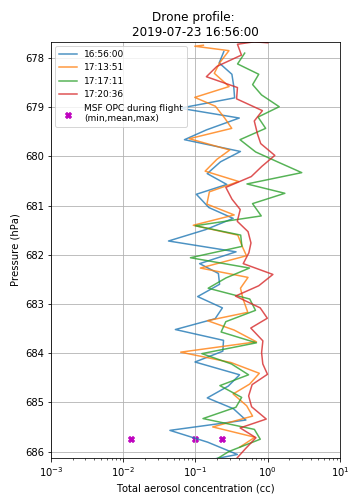 Drone profile:
2019-07-23 16:56:00
16:56:00
17:13:51
17:17:11
17:20:36
MSF OPC during flight
(min,mean,max)
678
679
680
681
682
683
684
685
686
Pressure (hPa)
10⁻³ 10⁻² 10⁻¹ 10⁰ 10¹
Total aerosol concentration (cc)